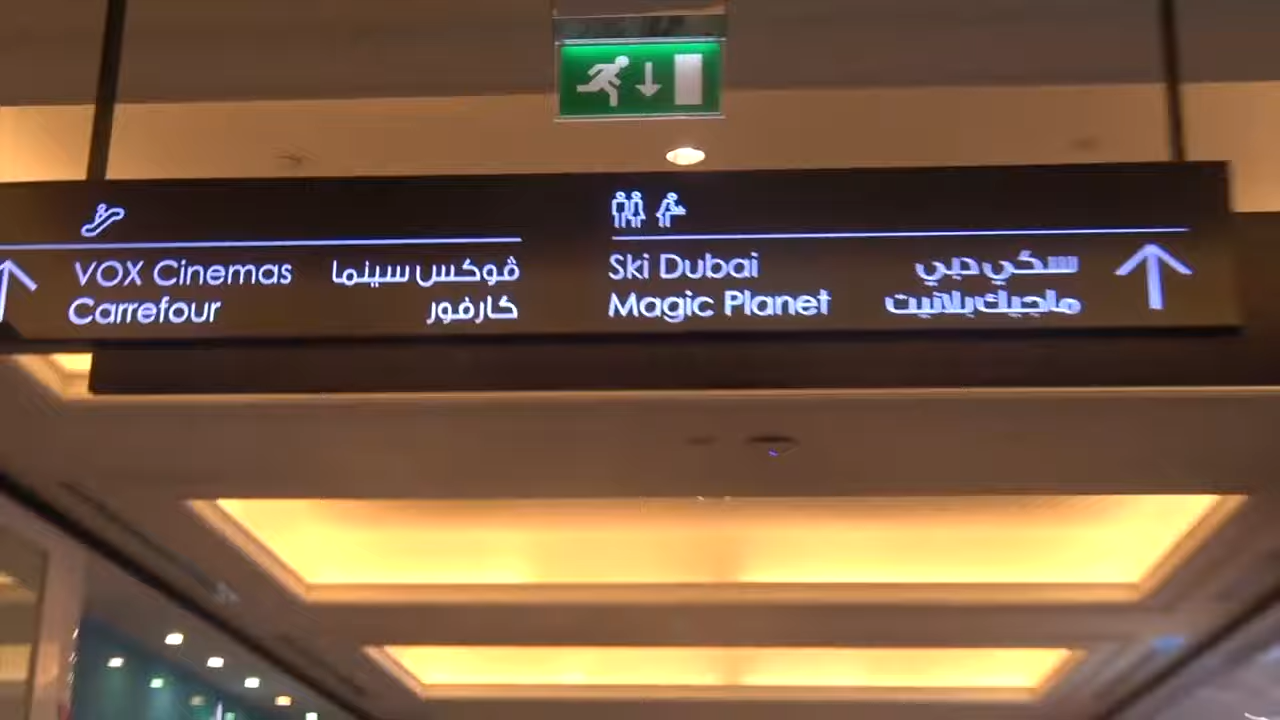 VOX Cinemas ڤوكس سينما
Carrefour كارفور
Ski Dubai سكي دبي
Magic Planet ماجيك بلانيت